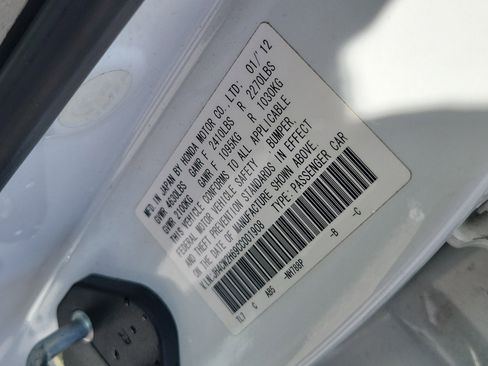 MFD. IN JAPAN BY HONDA MOTOR CO., LTD; 01/'12
GVWR 4630LBS GAWR F 2410LBS R 2270LBS
GVWR 2100KG GAWR F 1095KG R 1030KG
THIS VEHICLE CONFORMS TO ALL APPLICABLE
FEDERAL MOTOR VEHICLE SAFETY, BUMPER,
AND THEFT PREVENTION STANDARDS IN EFFECT
ON THE DATE OF MANUFACTURE SHOWN ABOVE.
TYPE: PASSENGER CAR
TL7 C ABS -NH788P -B -C